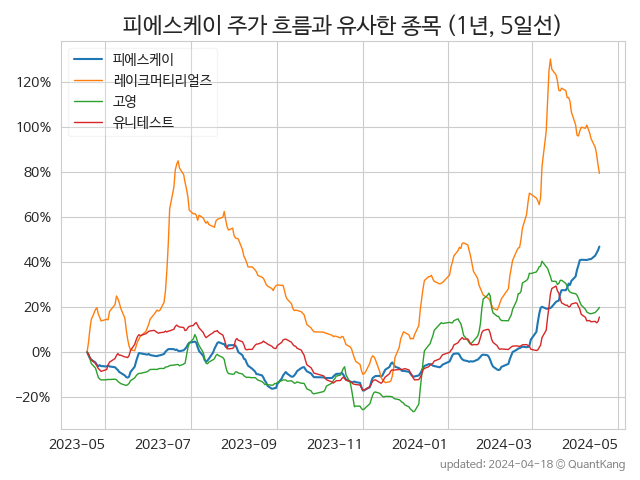 피에스케이 주가 흐름과 유사한 종목 (1년, 5일선)
피에스케이
레이크머티리얼즈
고영
유니테스트
120%
100%
80%
60%
40%
20%
0%
−20%
2023-05 2023-07 2023-09 2023-11 2024-01 2024-03 2024-05
updated: 2024-04-18 © QuantKang